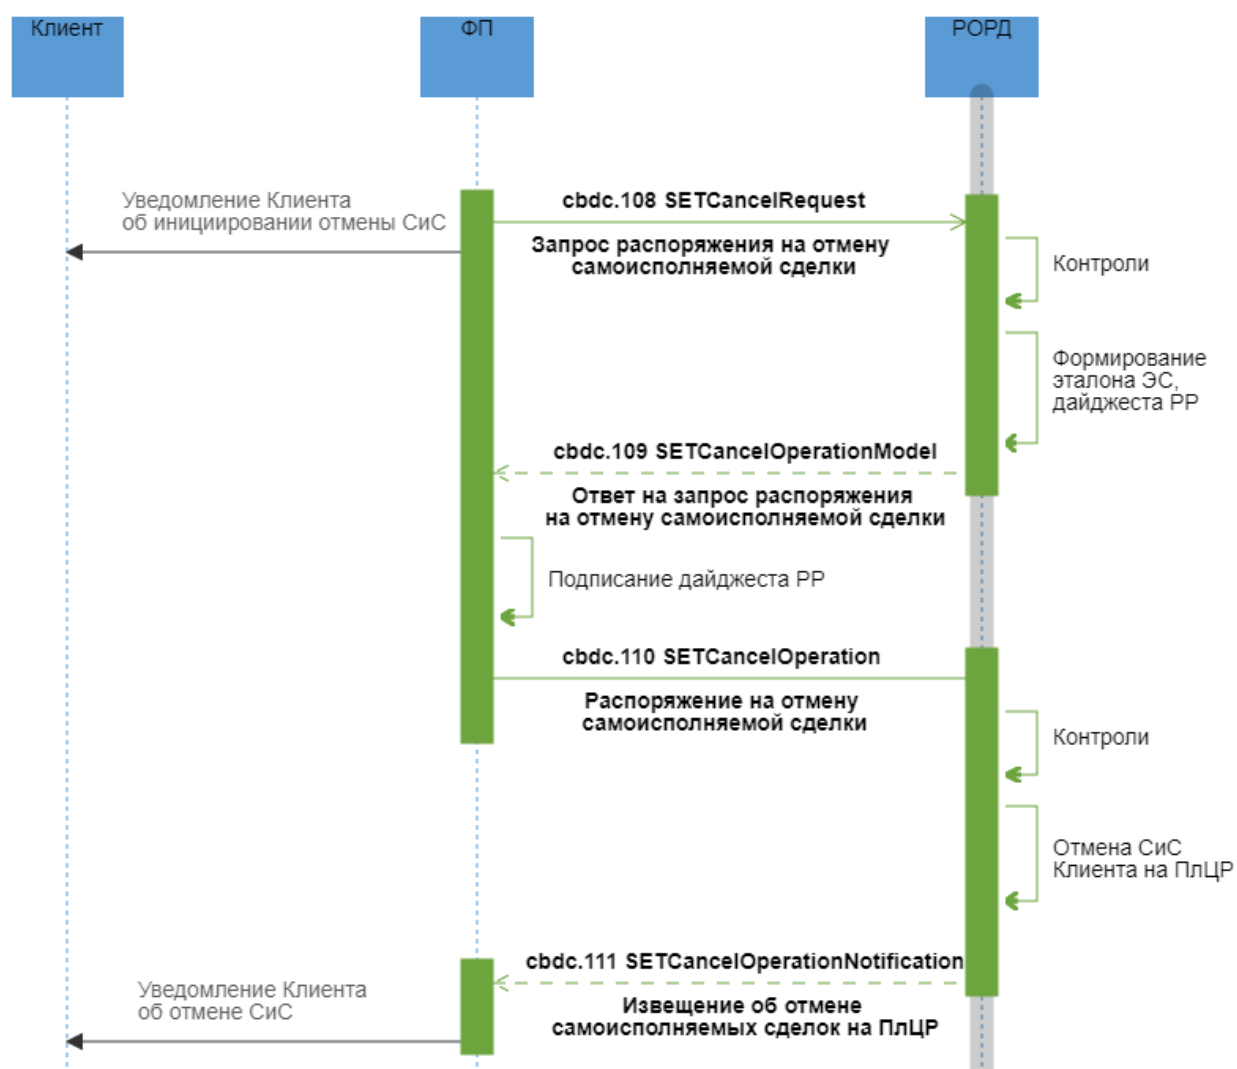 Клиент
ФП
РОРД
Уведомление Клиента
об инициировании отмены СиС
cbdc.108 SETCancelRequest
Запрос распоряжения на отмену
самоисполняемой сделки
Контроли
Формирование
эталона ЭС,
дайджеста РР
cbdc.109 SETCancelOperationModel
Ответ на запрос распоряжения
на отмену самоисполняемой сделки
Подписание дайджеста РР
cbdc.110 SETCancelOperation
Распоряжение на отмену
самоисполняемой сделки
Контроли
Отмена СиС
Клиента на ПлЦР
cbdc.111 SETCancelOperationNotification
Извещение об отмене
самоисполняемых сделок на ПлЦР
Уведомление Клиента
об отмене СиС